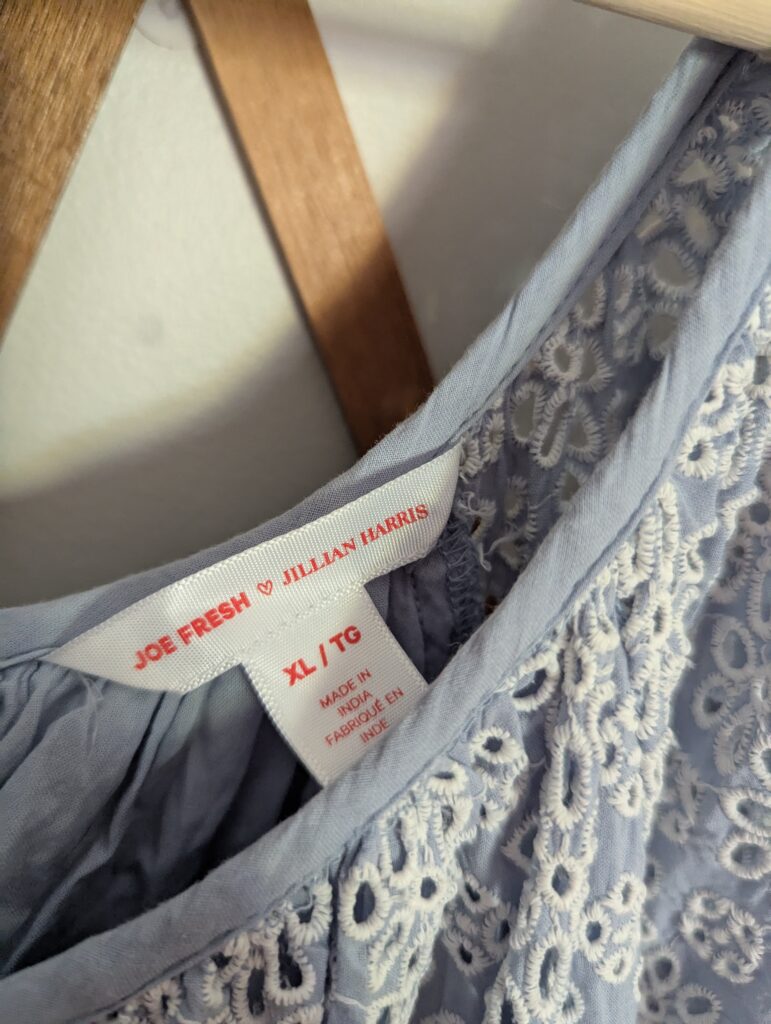 JOE FRESH ♡ JILLIAN HARRIS
XL / TG
MADE IN
INDIA
FABRIQUÉ EN
INDE